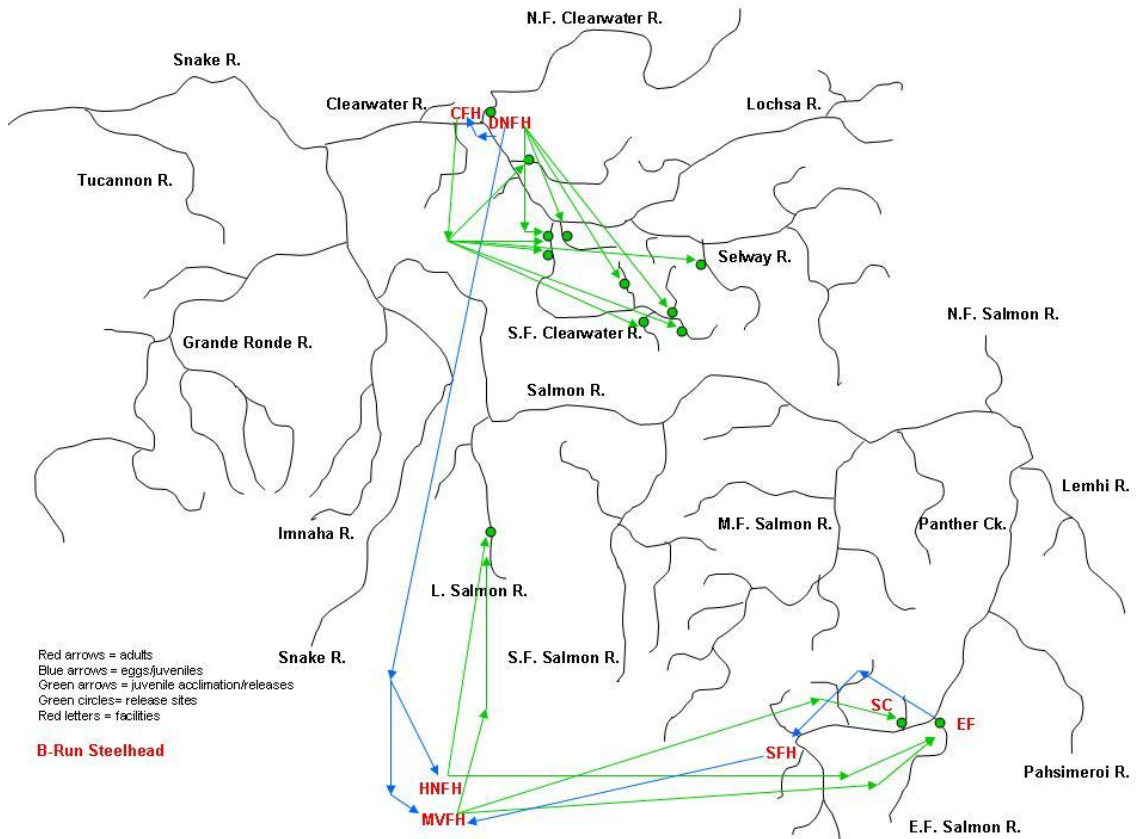 N.F. Clearwater R.
Snake R.
Clearwater R.
Lochsa R.
CFH
DNFH
Tucannon R.
Selway R.
S.F. Clearwater R.
N.F. Salmon R.
Grande Ronde R.
Salmon R.
Lemhi R.
M.F. Salmon R.
Panther Ck.
Imnaha R.
L. Salmon R.
Snake R.
S.F. Salmon R.
Red arrows = adults
Blue arrows = eggs/juveniles
Green arrows = juvenile acclimation/releases
Green circles= release sites
Red letters = facilities
B-Run Steelhead
SC
EF
SFH
Pahsimeroi R.
HNFH
MVFH
E.F. Salmon R.